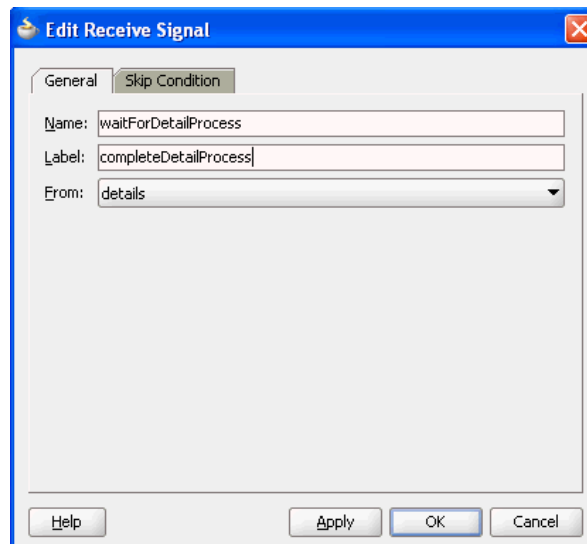 Edit Receive Signal
General Skip Condition
Name: waitForDetailProcess
Label: completeDetailProcess
From: details
Help Apply OK Cancel